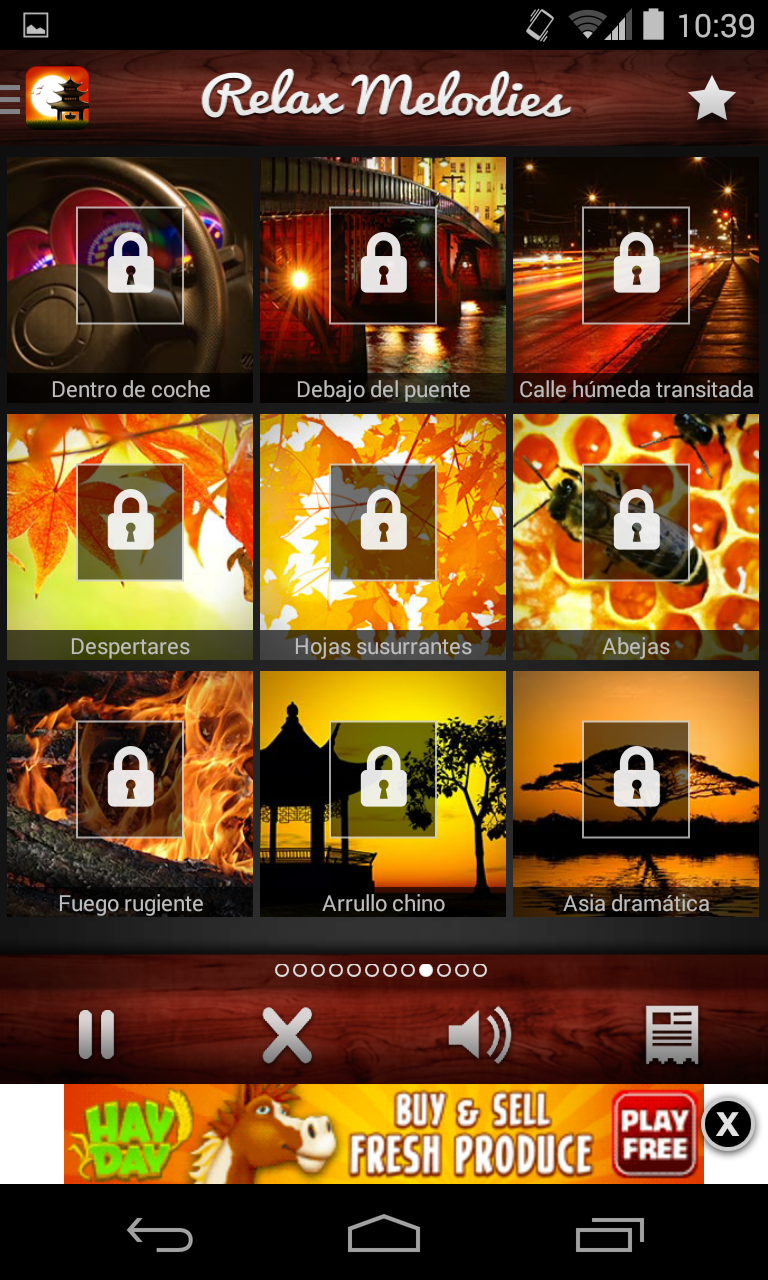 10:39
Relax Melodies
Dentro de coche
Debajo del puente
Calle húmeda transitada
Despertares
Hojas susurrantes
Abejas
Fuego rugiente
Arrullo chino
Asia dramática
HAY DAY
BUY & SELL
FRESH PRODUCE
PLAY
FREE
X